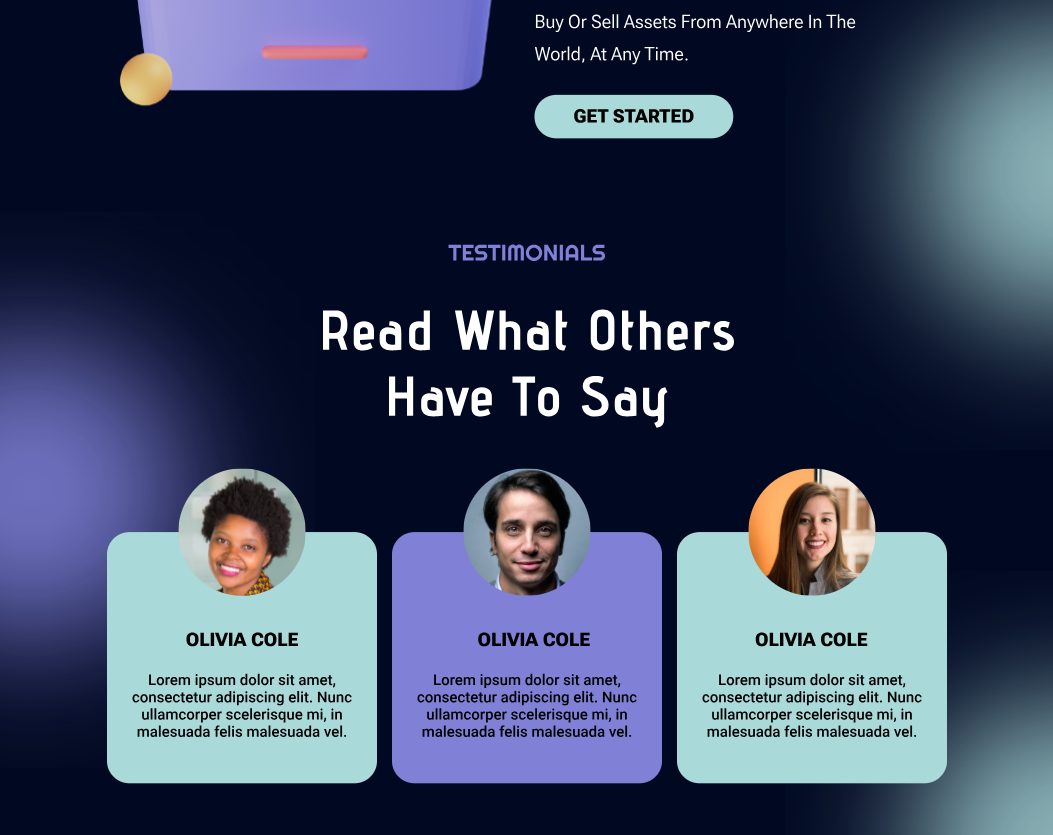 Buy Or Sell Assets From Anywhere In The
World, At Any Time.
GET STARTED
TESTIMONIALS
Read What Others
Have To Say
OLIVIA COLE
Lorem ipsum dolor sit amet,
consectetur adipiscing elit. Nunc
ullamcorper scelerisque mi, in
malesuada felis malesuada vel.
OLIVIA COLE
Lorem ipsum dolor sit amet,
consectetur adipiscing elit. Nunc
ullamcorper scelerisque mi, in
malesuada felis malesuada vel.
OLIVIA COLE
Lorem ipsum dolor sit amet,
consectetur adipiscing elit. Nunc
ullamcorper scelerisque mi, in
malesuada felis malesuada vel.